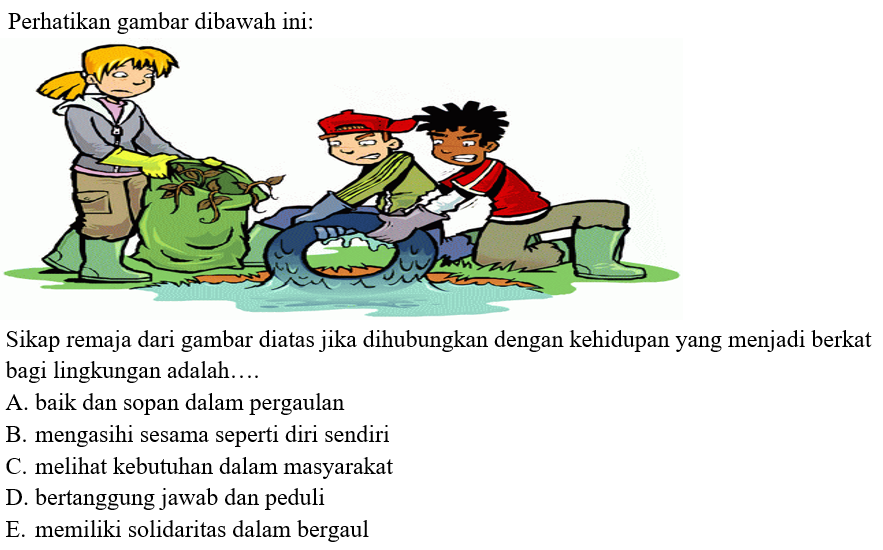 Perhatikan gambar dibawah ini:
Sikap remaja dari gambar diatas jika dihubungkan dengan kehidupan yang menjadi berkat
bagi lingkungan adalah….
A. baik dan sopan dalam pergaulan
B. mengasihi sesama seperti diri sendiri
C. melihat kebutuhan dalam masyarakat
D. bertanggung jawab dan peduli
E. memiliki solidaritas dalam bergaul